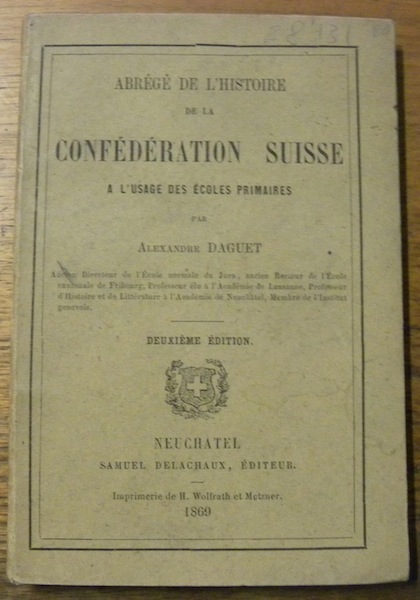 ABRÉGÉ DE L'HISTOIRE
DE LA
CONFÉDÉRATION SUISSE
A L'USAGE DES ÉCOLES PRIMAIRES
PAR
ALEXANDRE DAGUET
Ancien Directeur de l'École normale du Jura, ancien Recteur de l'École
cantonale de Fribourg, Professeur élu à l'Académie de Lausanne, Professeur
d'Histoire et de Littérature à l'Académie de Neuchâtel, Membre de l'Institut
genevois.
DEUXIÈME ÉDITION.
NEUCHATEL
SAMUEL DELACHAUX, ÉDITEUR.
Imprimerie de H. Wolfrath et Metzner.
1869